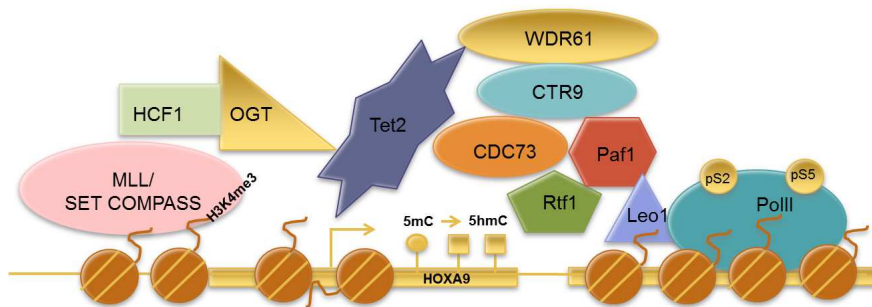 WDR61
CTR9
HCF1
OGT
Tet2
CDC73
Paf1
MLL/
SET COMPASS
H3K4me3
Rtf1
Leo1
pS2
pS5
PolII
5mC
5hmC
HOXA9